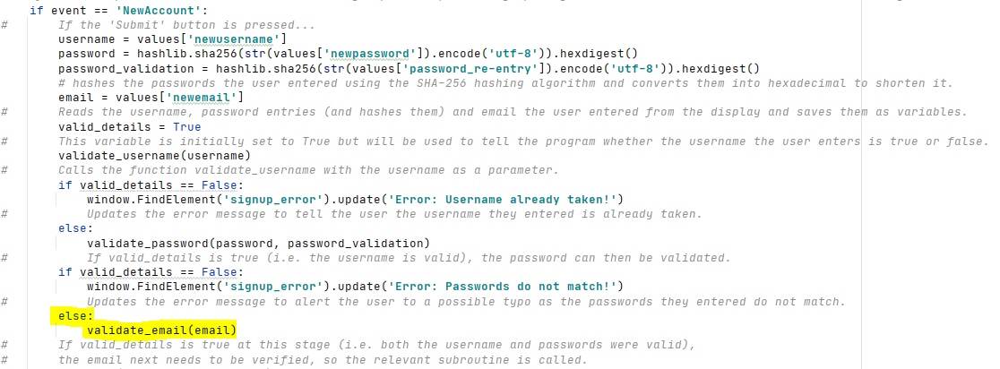 if event == 'NewAccount':
#       If the 'Submit' button is pressed...
username = values['newusername']
password = hashlib.sha256(str(values['newpassword']).encode('utf-8')).hexdigest()
password_validation = hashlib.sha256(str(values['password_re-entry']).encode('utf-8')).hexdigest()
# hashes the passwords the user entered using the SHA-256 hashing algorithm and converts them into hexadecimal to shorten it.
email = values['newemail']
#       Reads the username, password entries (and hashes them) and email the user entered from the display and saves them as variables.
valid_details = True
#       This variable is initially set to True but will be used to tell the program whether the username the user enters is true or false.
validate_username(username)
#       Calls the function validate_username with the username as a parameter.
if valid_details == False:
window.FindElement('signup_error').update('Error: Username already taken!')
#           Updates the error message to tell the user the username they entered is already taken.
else:
validate_password(password, password_validation)
#           If valid_details is true (i.e. the username is valid), the password can then be validated.
if valid_details == False:
window.FindElement('signup_error').update('Error: Passwords do not match!')
#           Updates the error message to alert the user to a possible typo as the passwords they entered do not match.
else:
validate_email(email)
#       If valid_details is true at this stage (i.e. both the username and passwords were valid),
#       the email next needs to be verified, so the relevant subroutine is called.